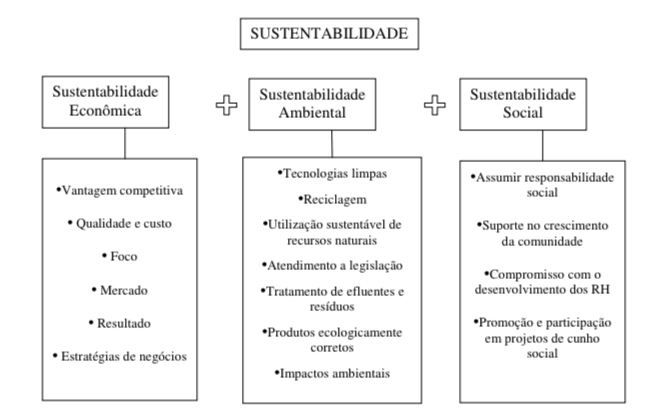 SUSTENTABILIDADE
Sustentabilidade
Econômica
Sustentabilidade
Ambiental
Sustentabilidade
Social
•Vantagem competitiva
• Qualidade e custo
• Foco
• Mercado
• Resultado
• Estratégias de negócios
•Tecnologias limpas
•Reciclagem
•Utilização sustentável de
recursos naturais
•Atendimento a legislação
•Tratamento de efluentes e
resíduos
•Produtos ecologicamente
corretos
•Impactos ambientais
•Assumir responsabilidade
social
•Suporte no crescimento
da comunidade
•Compromisso com o
desenvolvimento dos RH
•Promoção e participação
em projetos de cunho
social